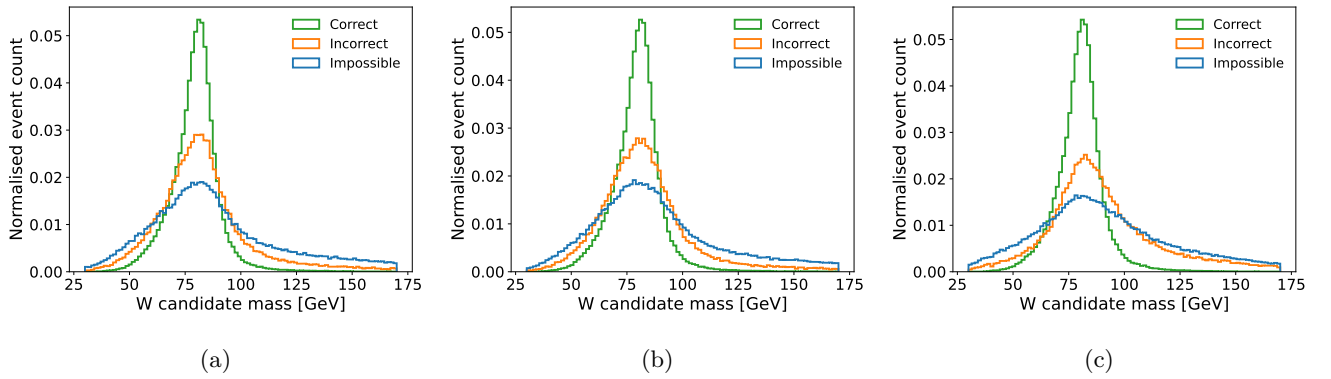 Normalised event count
0.05
0.04
0.03
0.02
0.01
0.00
Correct
Incorrect
Impossible
25 50 75 100 125 150 175
W candidate mass [GeV]
(a)
Normalised event count
0.05
0.04
0.03
0.02
0.01
0.00
Correct
Incorrect
Impossible
25 50 75 100 125 150 175
W candidate mass [GeV]
(b)
Normalised event count
0.05
0.04
0.03
0.02
0.01
0.00
Correct
Incorrect
Impossible
25 50 75 100 125 150 175
W candidate mass [GeV]
(c)